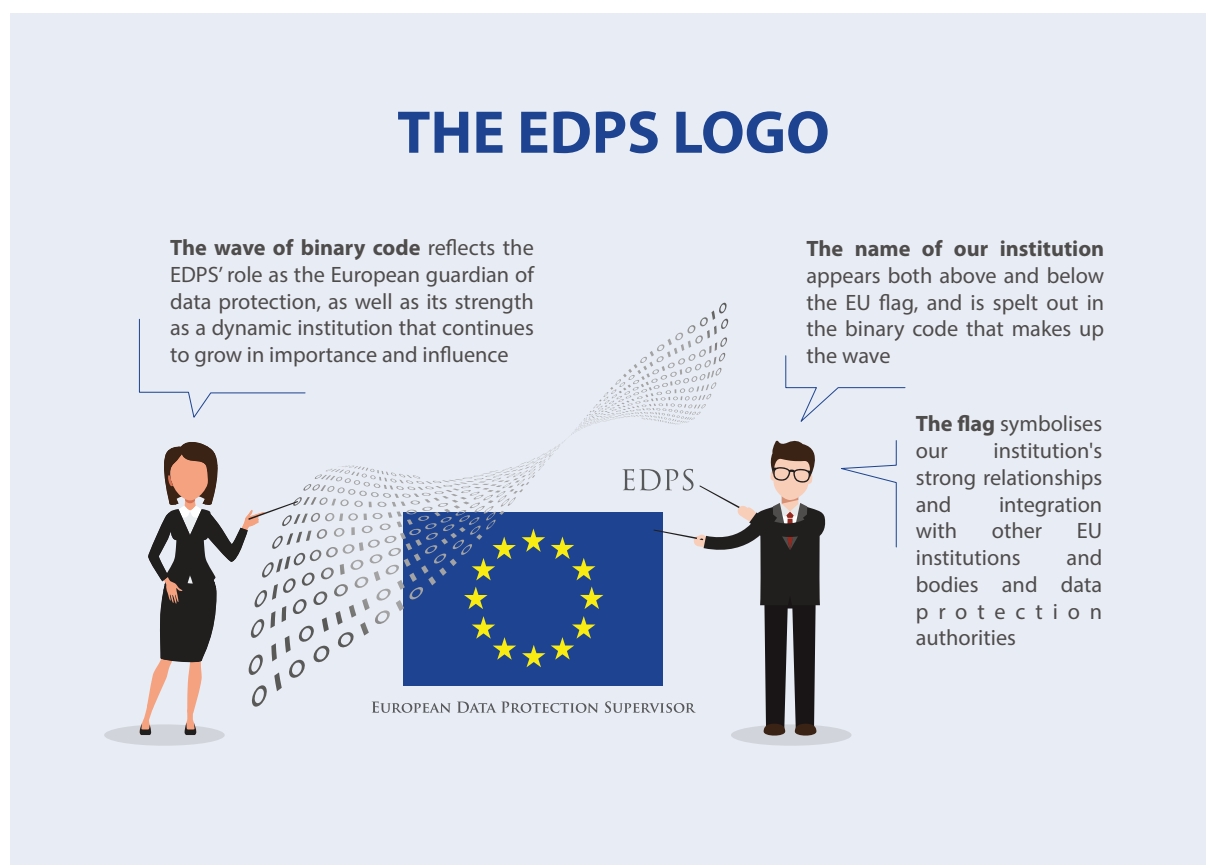 THE EDPS LOGO
The wave of binary code reflects the
EDPS' role as the European guardian of
data protection, as well as its strength
as a dynamic institution that continues
to grow in importance and influence
The name of our institution
appears both above and below
the EU flag, and is spelt out in
the binary code that makes up
the wave
The flag symbolises
our institution's
strong relationships
and integration
with other EU
institutions and
bodies and data
protection
authorities
EDPS
European Data Protection Supervisor